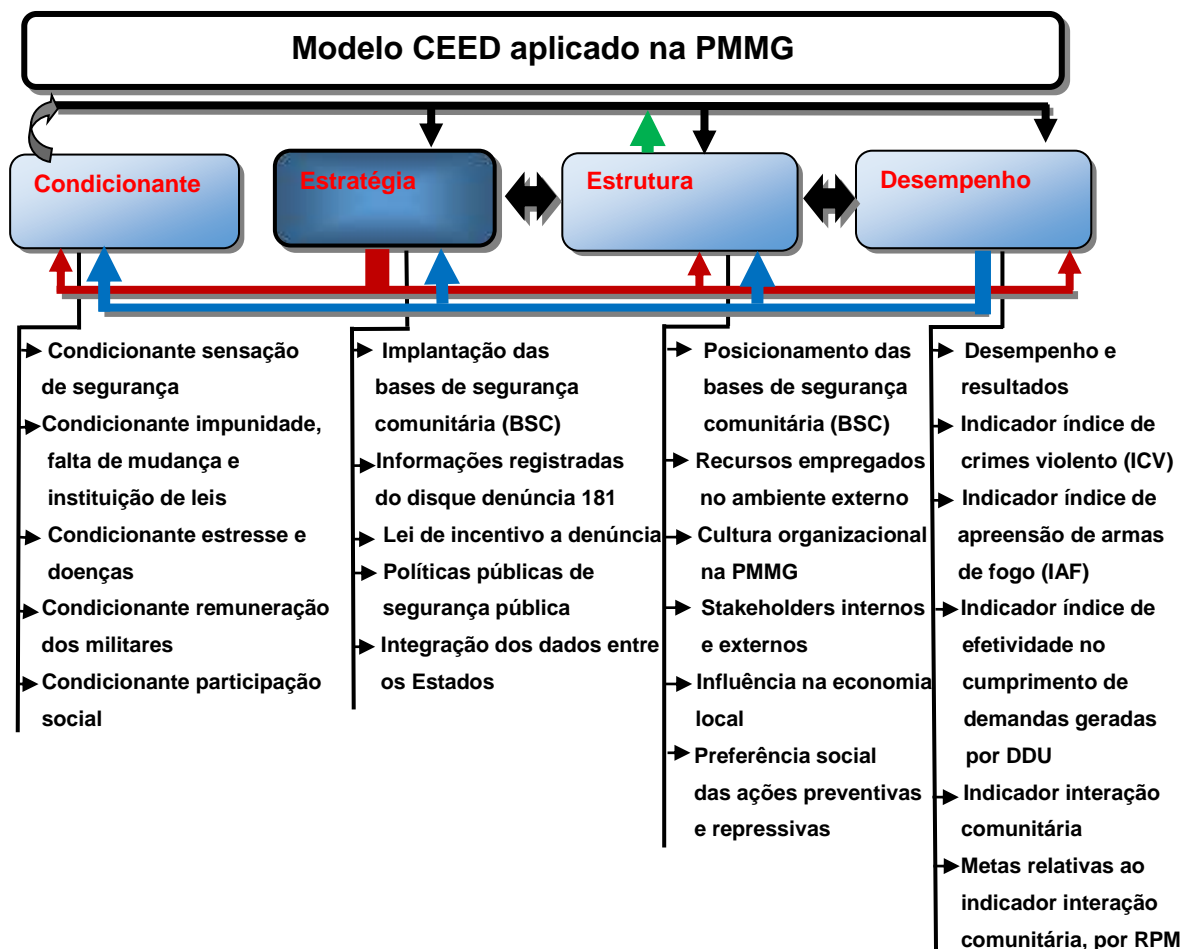 Modelo CEED aplicado na PMMG
Condicionante
Estratégia
Estrutura
Desempenho
Condicionante sensação
de segurança
Condicionante impunidade,
falta de mudança e
instituição de leis
Condicionante estresse e
doenças
Condicionante remuneração
dos militares
Condicionante participação
social
Implantação das
bases de segurança
comunitária (BSC)
Informações registradas
do disque denúncia 181
Lei de incentivo a denúncia
Políticas públicas de
segurança pública
Integração dos dados entre
os Estados
Posicionamento das
bases de segurança
comunitária (BSC)
Recursos empregados
no ambiente externo
Cultura organizacional
na PMMG
Stakeholders internos
e externos
Influência na economia
local
Preferência social
das ações preventivas
e repressivas
Desempenho e
resultados
Indicador índice de
crimes violento (ICV)
Indicador índice de
apreensão de armas
de fogo (IAF)
Indicador índice de
efetividade no
cumprimento de
demandas geradas
por DDU
Indicador interação
comunitária
Metas relativas ao
indicador interação
comunitária, por RPM